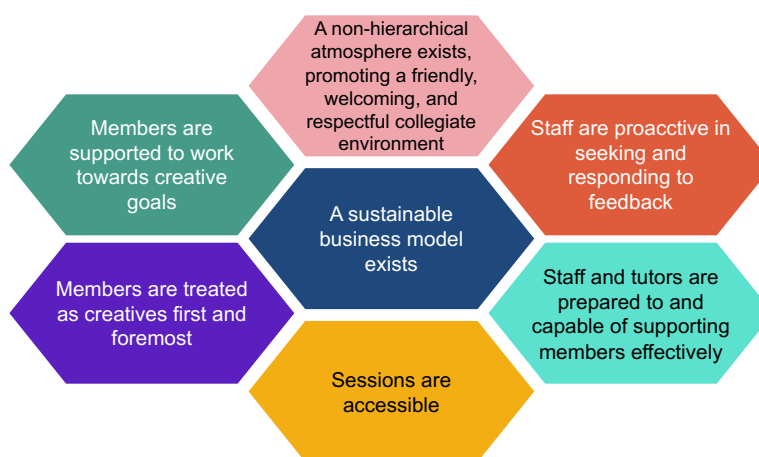 A non-hierarchical
atmosphere exists,
promoting a friendly,
welcoming, and
respectful collegiate
environment
Members are
supported to work
towards creative
goals
Staff are proacctive in
seeking and
responding to
feedback
A sustainable
business model
exists
Members are treated
as creatives first and
foremost
Staff and tutors are
prepared to and
capable of supporting
members effectively
Sessions are
accessible